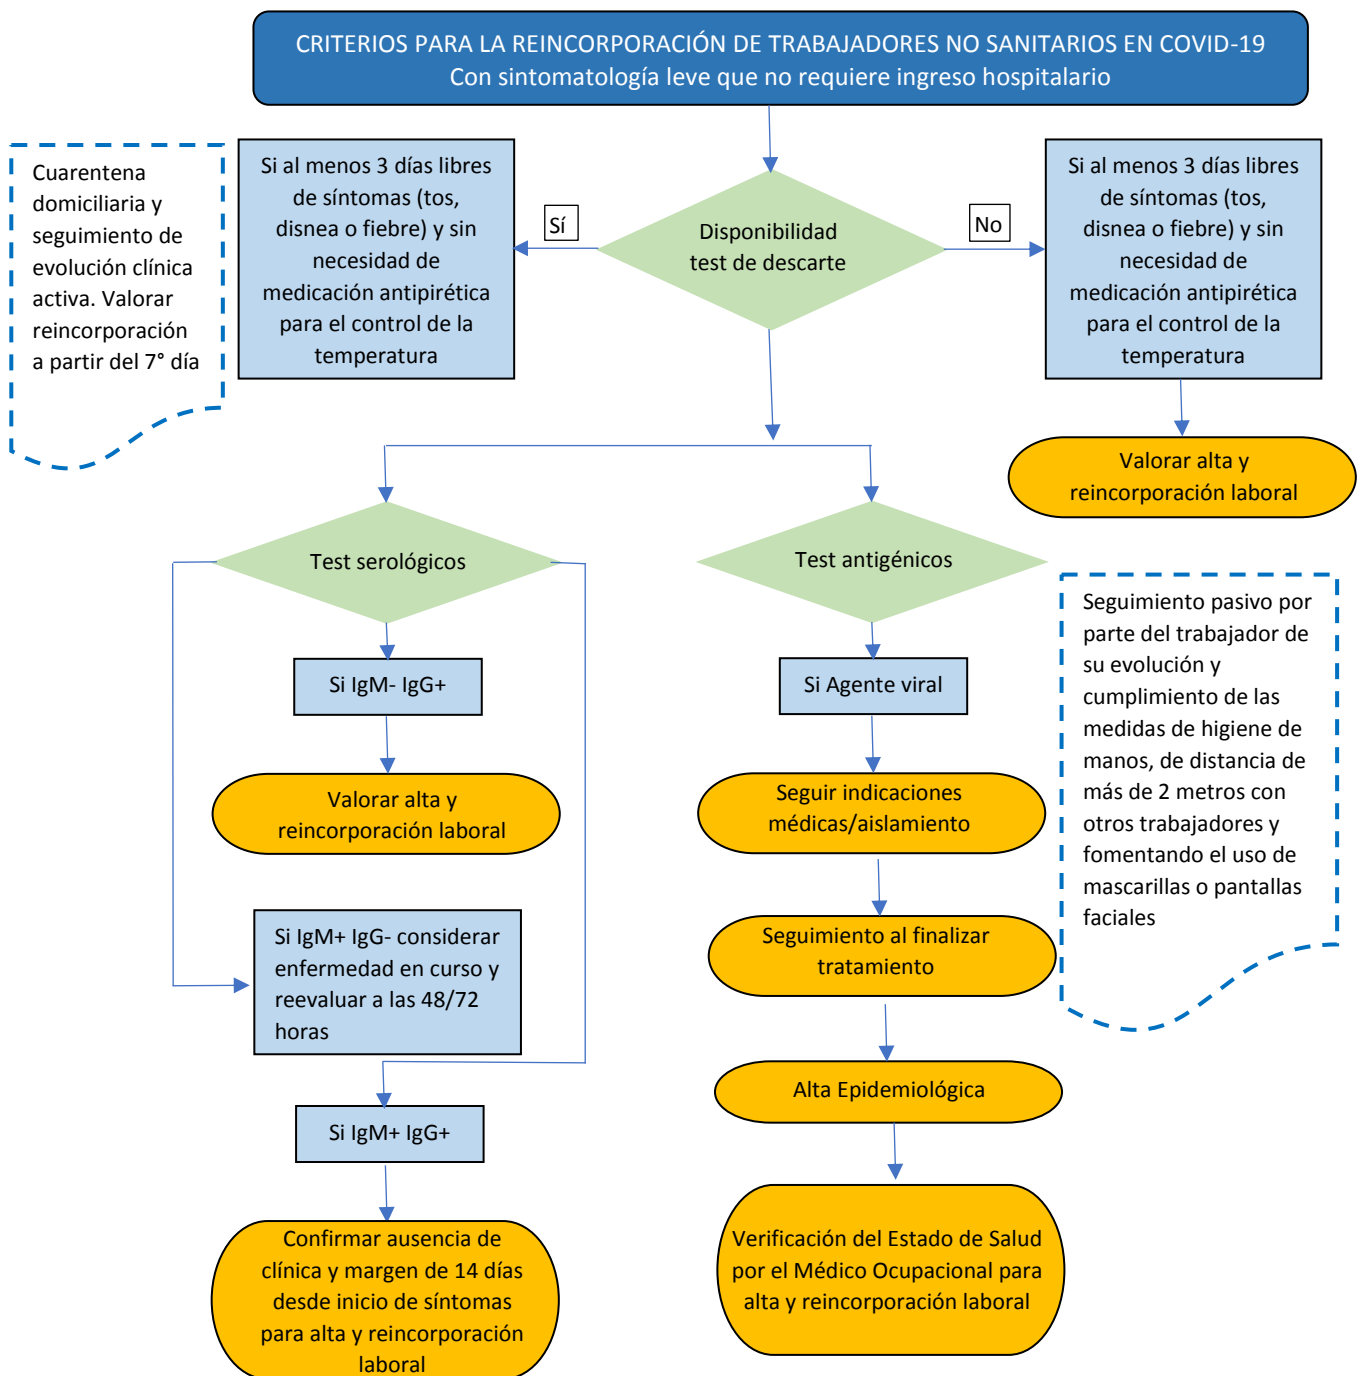 CRITERIOS PARA LA REINCORPORACIÓN DE TRABAJADORES NO SANITARIOS EN COVID-19
Con sintomatología leve que no requiere ingreso hospitalario
Cuarentena
domiciliaria y
seguimiento de
evolución clínica
activa. Valorar
reincorporación
a partir del 7° día
Si al menos 3 días libres
de síntomas (tos,
disnea o fiebre) y sin
necesidad de
medicación antipirética
para el control de la
temperatura
Sí
Disponibilidad
test de descarte
No
Si al menos 3 días libres
de síntomas (tos,
disnea o fiebre) y sin
necesidad de
medicación antipirética
para el control de la
temperatura
Valorar alta y
reincorporación laboral
Test serológicos
Test antigénicos
Si IgM- IgG+
Si Agente viral
Valorar alta y
reincorporación laboral
Seguir indicaciones
médicas/aislamiento
Seguimiento pasivo por
parte del trabajador de
su evolución y
cumplimiento de las
medidas de higiene de
manos, de distancia de
más de 2 metros con
otros trabajadores y
fomentando el uso de
mascarillas o pantallas
faciales
Si IgM+ IgG- considerar
enfermedad en curso y
reevaluar a las 48/72
horas
Seguimiento al finalizar
tratamiento
Alta Epidemiológica
Si IgM+ IgG+
Confirmar ausencia de
clínica y margen de 14 días
desde inicio de síntomas
para alta y reincorporación
laboral
Verificación del Estado de Salud
por el Médico Ocupacional para
alta y reincorporación laboral